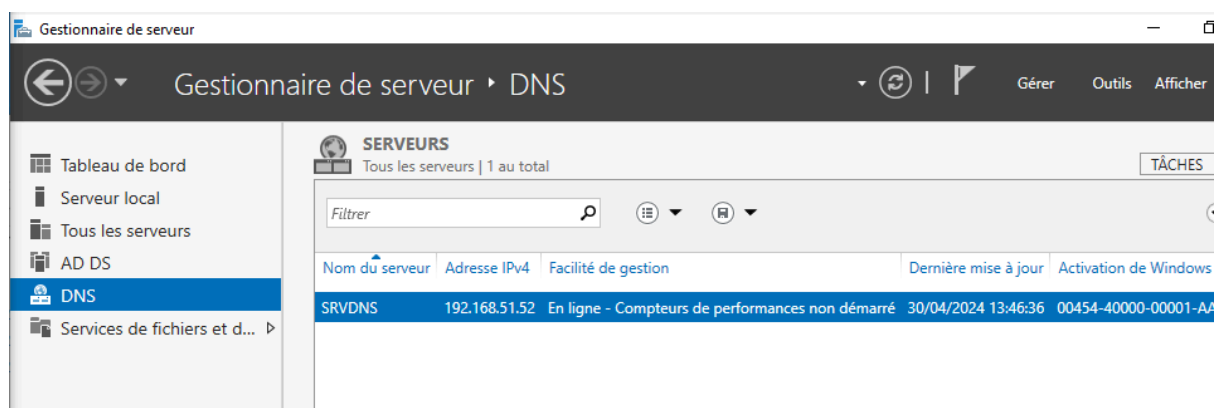 Gestionnaire de serveur
Gestionnaire de serveur ‣ DNS
Gérer Outils Afficher
Tableau de bord
Serveur local
Tous les serveurs
AD DS
DNS
Services de fichiers et d...
SERVEURS
Tous les serveurs | 1 au total
TÂCHES
Filtrer
Nom du serveur Adresse IPv4 Facilité de gestion Dernière mise à jour Activation de Windows
SRVDNS 192.168.51.52 En ligne - Compteurs de performances non démarré 30/04/2024 13:46:36 00454-40000-00001-AA